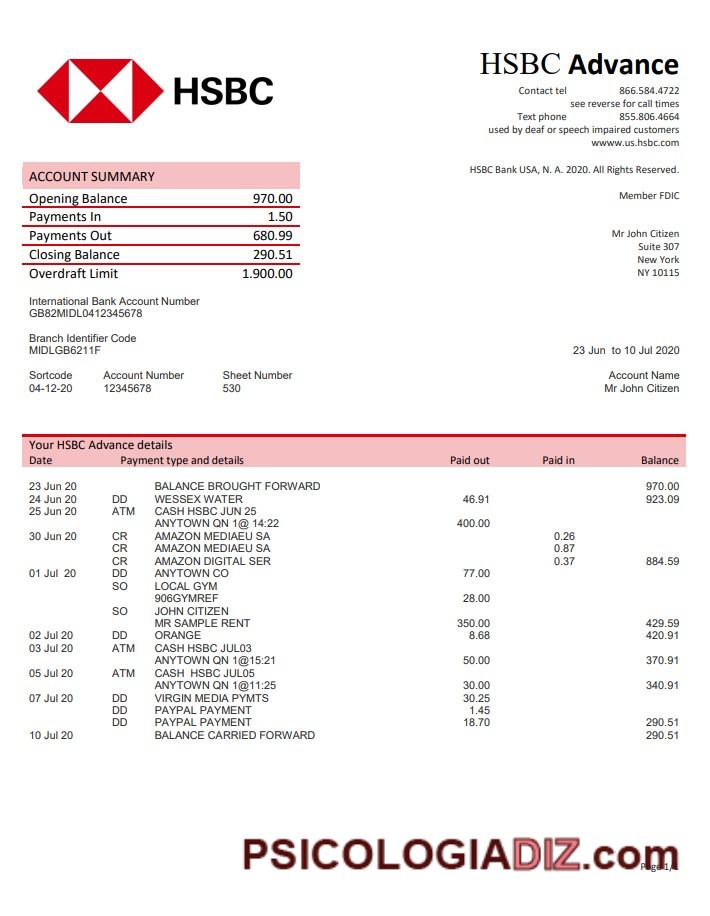 HSBC
HSBC Advance
Contact tel 866.584.4722
see reverse for call times
Text phone 855.806.4664
used by deaf or speech impaired customers
wwww.us.hsbc.com
HSBC Bank USA, N. A. 2020. All Rights Reserved.
Member FDIC
ACCOUNT SUMMARY
Opening Balance 970.00
Payments In 1.50
Payments Out 680.99
Closing Balance 290.51
Overdraft Limit 1.900.00
Mr John Citizen
Suite 307
New York
NY 10115
International Bank Account Number
GB82MIDL0412345678
Branch Identifier Code
MIDLGB6211F
23 Jun to 10 Jul 2020
Sortcode Account Number Sheet Number Account Name
04-12-20 12345678 530 Mr John Citizen
Your HSBC Advance details
Date Payment type and details Paid out Paid in Balance
23 Jun 20 BALANCE BROUGHT FORWARD 970.00
24 Jun 20 DD WESSEX WATER 46.91 923.09
25 Jun 20 ATM CASH HSBC JUN 25
ANYTOWN QN 1@ 14:22 400.00
30 Jun 20 CR AMAZON MEDIAEU SA 0.26
CR AMAZON MEDIAEU SA 0.87
CR AMAZON DIGITAL SER 0.37 884.59
01 Jul 20 DD ANYTOWN CO 77.00
SO LOCAL GYM
906GYMREF 28.00
SO JOHN CITIZEN
MR SAMPLE RENT 350.00 429.59
02 Jul 20 DD ORANGE 8.68 420.91
03 Jul 20 ATM CASH HSBC JUL03
ANYTOWN QN 1@15:21 50.00 370.91
05 Jul 20 ATM CASH HSBC JUL05
ANYTOWN QN 1@11:25 30.00 340.91
07 Jul 20 DD VIRGIN MEDIA PYMTS 30.25
DD PAYPAL PAYMENT 1.45
DD PAYPAL PAYMENT 18.70 290.51
10 Jul 20 BALANCE CARRIED FORWARD 290.51
PSICOLOGIADIZ.com
Page 1/1